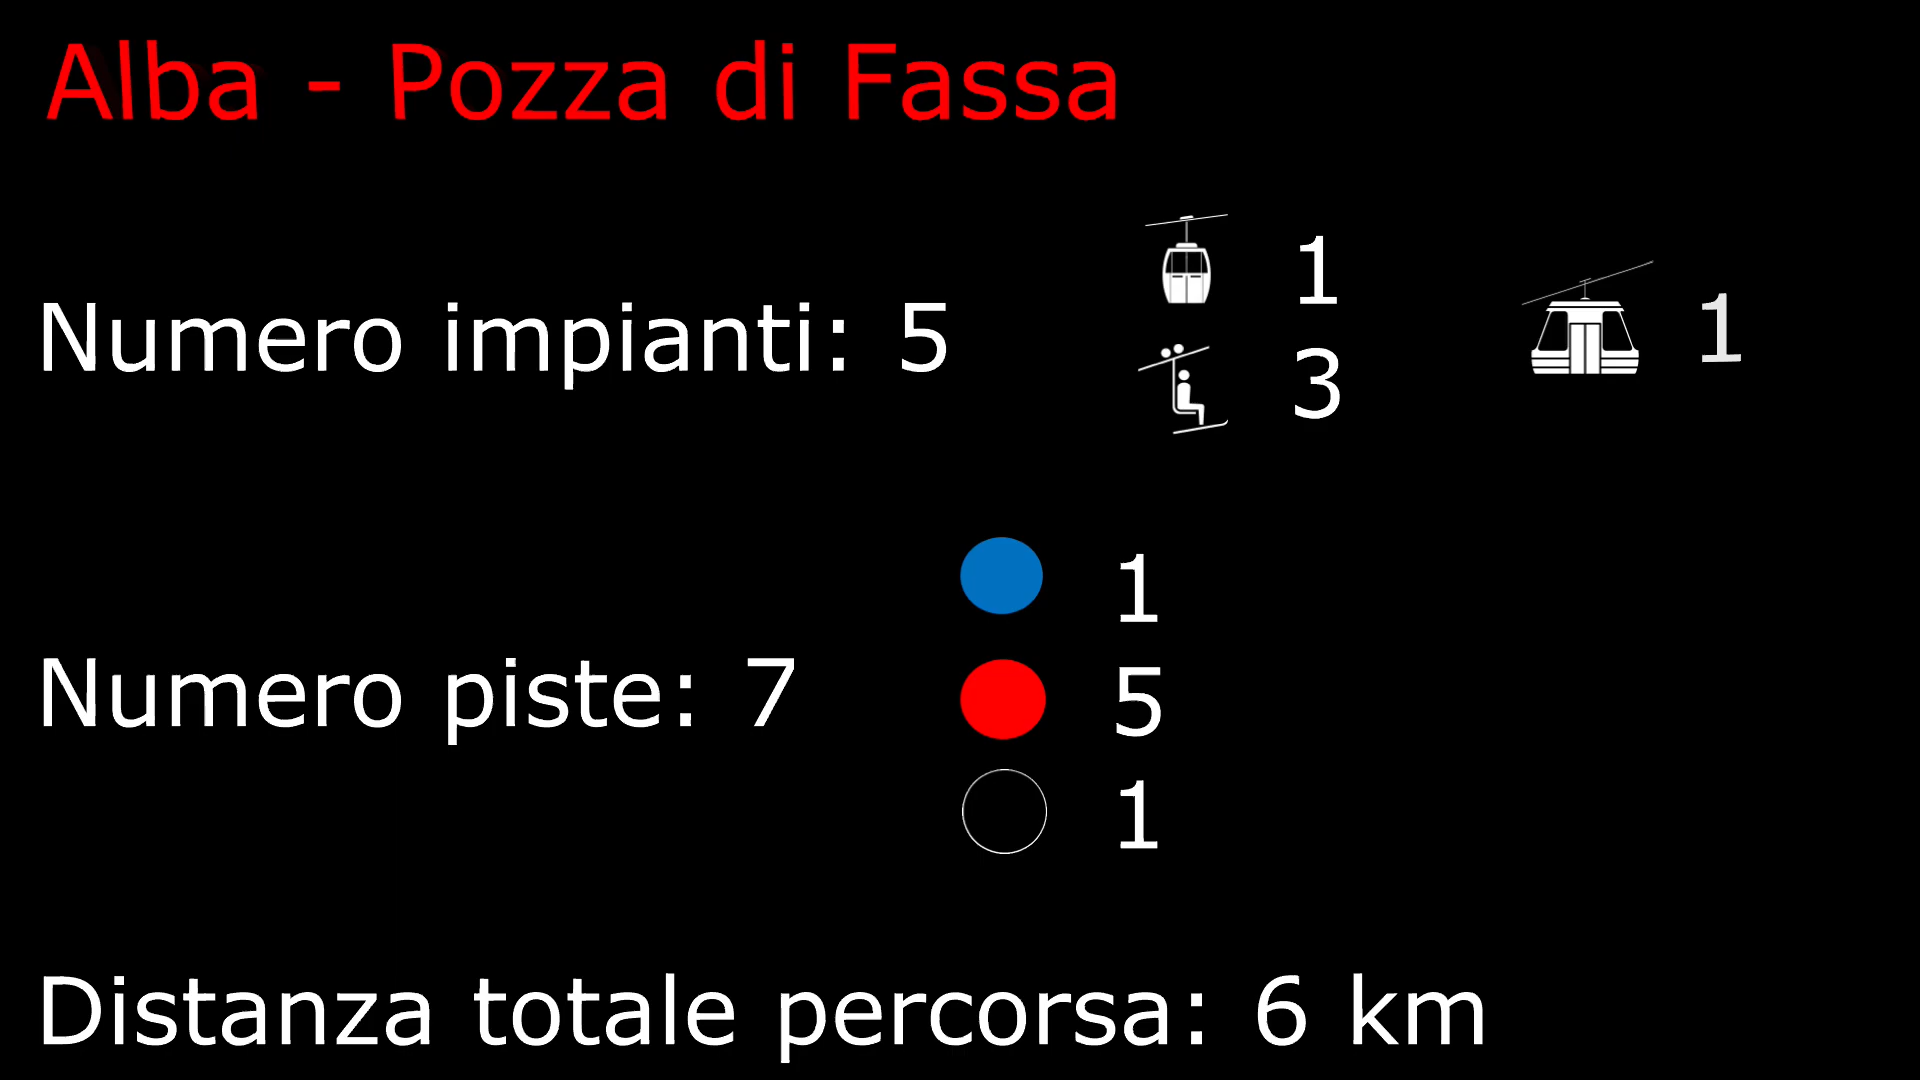 Alba - Pozza di Fassa
1
1
Numero impianti: 5
3
1
Numero piste: 7
5
1
Distanza totale percorsa: 6 km